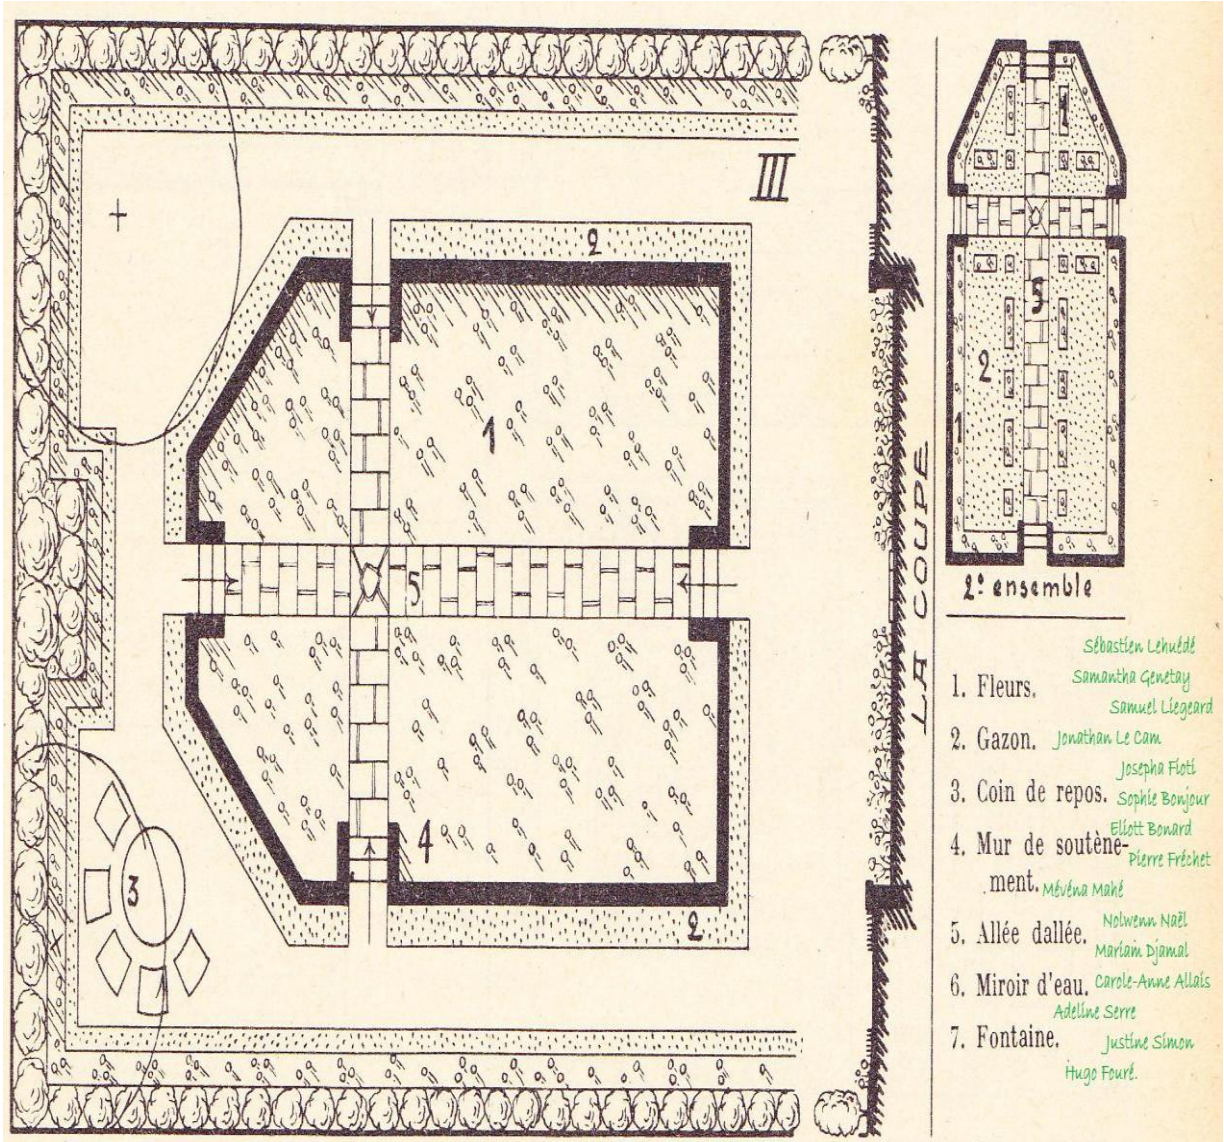 III
2
1
5
4
3
2
LA COUPE
5
2
1
2e ensemble
Sébastien Lehuédé
1. Fleurs. Samantha Genetay
Samuel Liegeard
2. Gazon. Jonathan Le Cam
Josepha Fioti
3. Coin de repos. Sophie Bonjour
Eliott Bonard
4. Mur de soutène-
Pierre Fréchet
ment. Mévéna Mahé
Nolwenn Naël
5. Allée dallée.
Mariam Djamal
6. Miroir d'eau. Carole-Anne Allais
Adeline Serre
7. Fontaine. Justine Simon
Hugo Fouré.